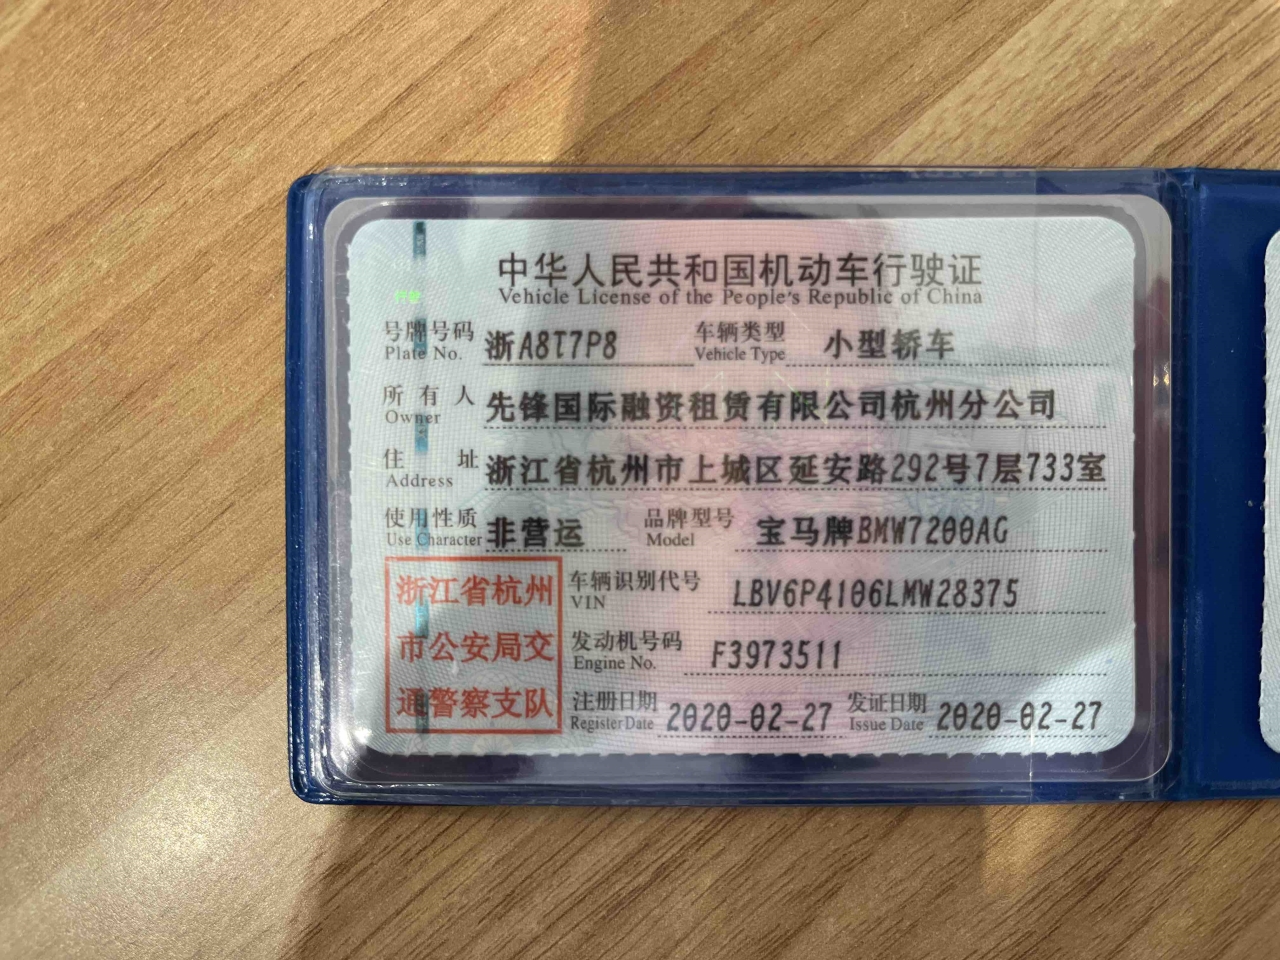 中华人民共和国机动车行驶证
Vehicle License of the People's Republic of China
号牌号码 浙A8T7P8 车辆类型 小型轿车
Plate No. Vehicle Type
所有人 先锋国际融资租赁有限公司杭州分公司
Owner
住址 浙江省杭州市上城区延安路292号7层733室
Address
使用性质 非营运 品牌型号 宝马牌BMW7200AG
Use Character Model
浙江省杭州
市公安局交
通警察支队
车辆识别代号 LBV6P4106LMW28375
VIN
发动机号码 F3973511
Engine No.
注册日期 2020-02-27 发证日期 2020-02-27
Register Date Issue Date